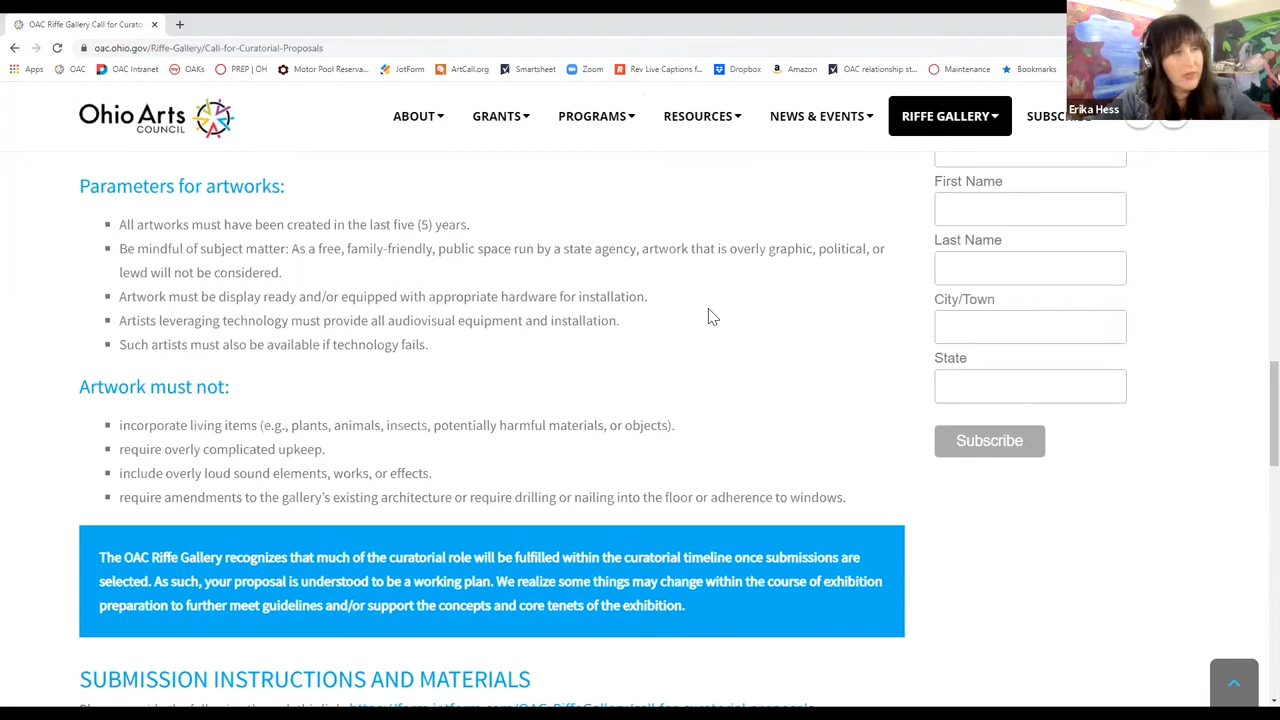 OAC Riffe Gallery Call for Curato
oac.ohio.gov/Riffe-Gallery/Call-for-Curatorial-Proposals
Apps OAC OAC Intranet OAKs PREP | OH Motor Pool Reserva... JotForm ArtCall.org Smartsheet Zoom Rev Live Captions f... Dropbox Amazon OAC relationship st... Maintenance Bookmarks
Erika Hess
Ohio Arts
COUNCIL
ABOUT GRANTS PROGRAMS RESOURCES NEWS & EVENTS RIFFE GALLERY
Parameters for artworks:
All artworks must have been created in the last five (5) years.
Be mindful of subject matter: As a free, family-friendly, public space run by a state agency, artwork that is overly graphic, political, or
lewd will not be considered.
Artwork must be display ready and/or equipped with appropriate hardware for installation.
Artists leveraging technology must provide all audiovisual equipment and installation.
Such artists must also be available if technology fails.
Artwork must not:
incorporate living items (e.g., plants, animals, insects, potentially harmful materials, or objects).
require overly complicated upkeep.
include overly loud sound elements, works, or effects.
require amendments to the gallery's existing architecture or require drilling or nailing into the floor or adherence to windows.
The OAC Riffe Gallery recognizes that much of the curatorial role will be fulfilled within the curatorial timeline once submissions are
selected. As such, your proposal is understood to be a working plan. We realize some things may change within the course of exhibition
preparation to further meet guidelines and/or support the concepts and core tenets of the exhibition.
SUBMISSION INSTRUCTIONS AND MATERIALS
First Name
Last Name
City/Town
State
Subscribe